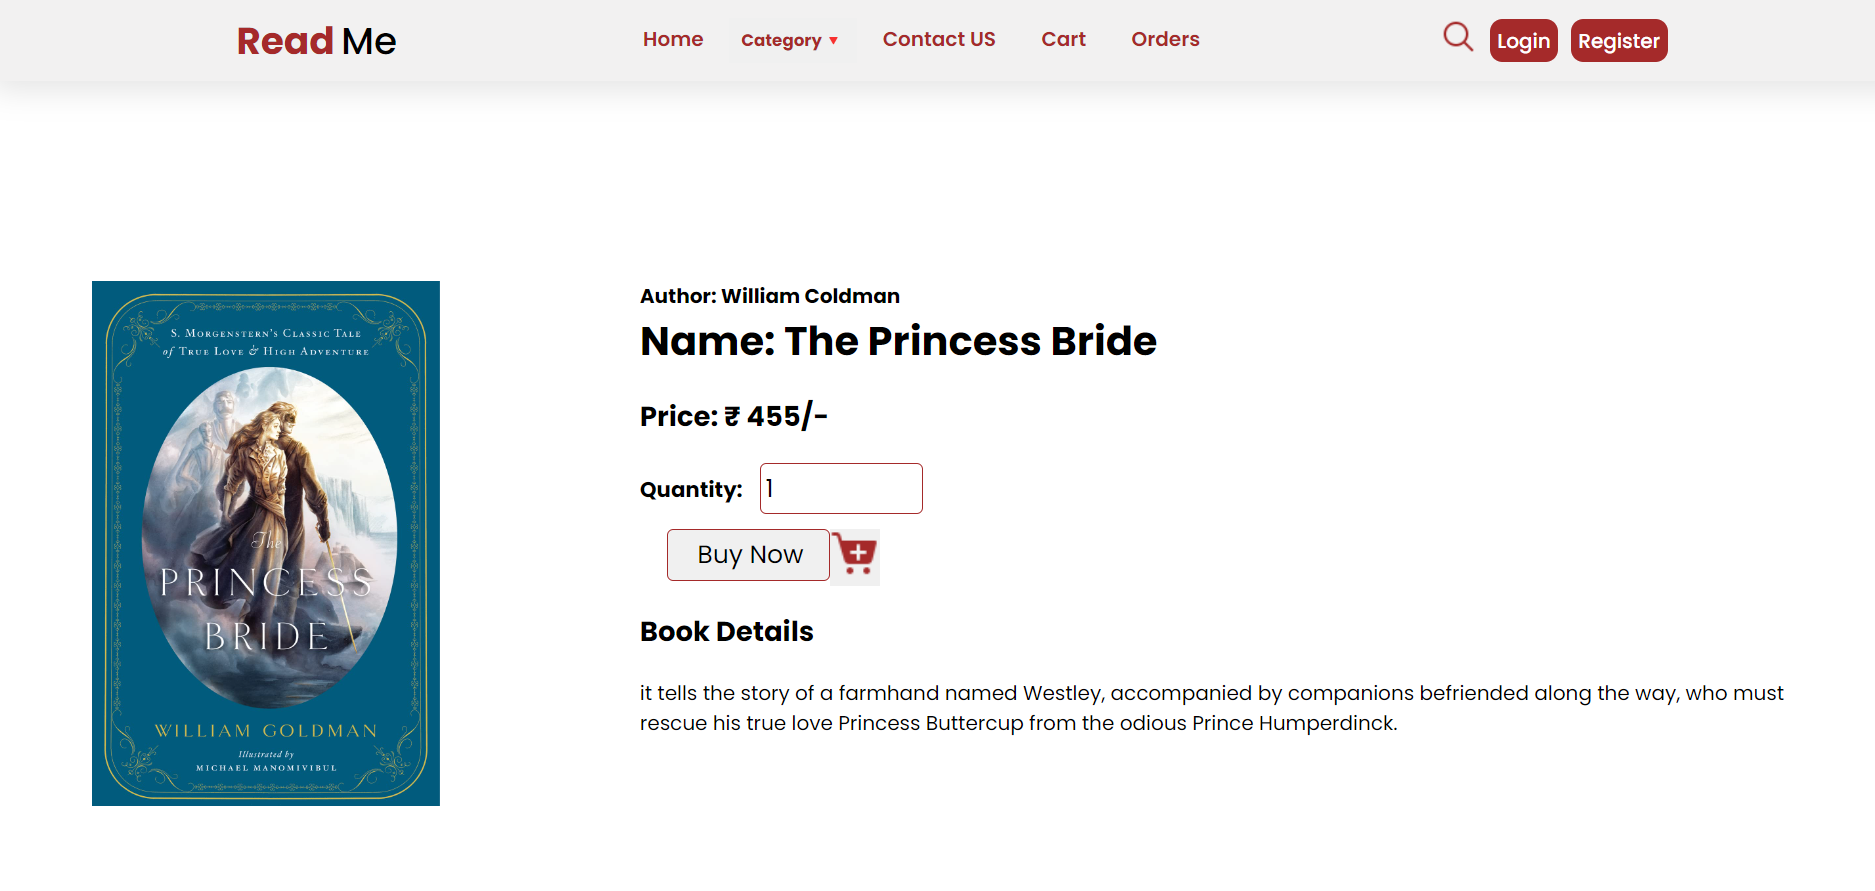 Read Me
Home Category ▼ Contact US Cart Orders
Login Register
S. MORGENSTERN'S CLASSIC TALE
of TRUE LOVE & HIGH ADVENTURE
The
PRINCESS
BRIDE
WILLIAM GOLDMAN
Illustrated by
MICHAEL MANOMIVIBUL
Author: William Coldman
Name: The Princess Bride
Price: ₹ 455/-
Quantity: 1
Buy Now
Book Details
it tells the story of a farmhand named Westley, accompanied by companions befriended along the way, who must
rescue his true love Princess Buttercup from the odious Prince Humperdinck.